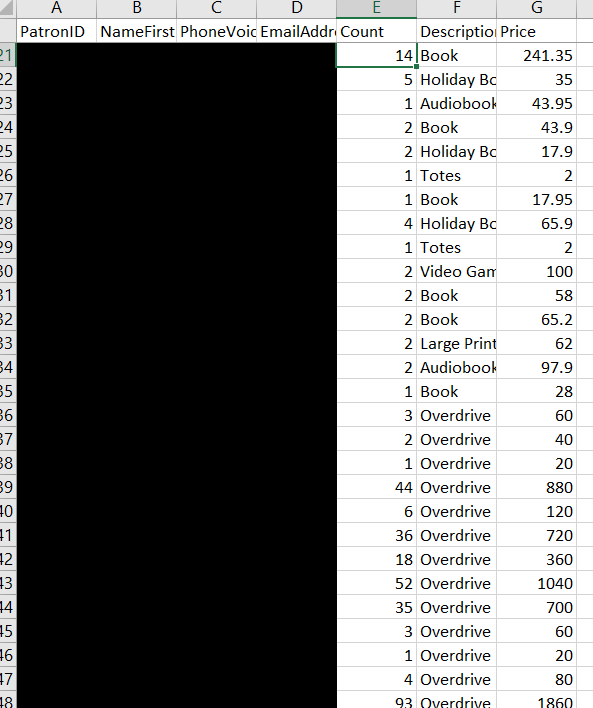 A B C D E F G
PatronID NameFirst PhoneVoic EmailAddre Count Description Price
21 14 Book 241.35
22 5 Holiday Bo 35
23 1 Audiobook 43.95
24 2 Book 43.9
25 2 Holiday Bo 17.9
26 1 Totes 2
27 1 Book 17.95
28 4 Holiday Bo 65.9
29 1 Totes 2
30 2 Video Gam 100
31 2 Book 58
32 2 Book 65.2
33 2 Large Print 62
34 2 Audiobook 97.9
35 1 Book 28
36 3 Overdrive 60
37 2 Overdrive 40
38 1 Overdrive 20
39 44 Overdrive 880
40 6 Overdrive 120
41 36 Overdrive 720
42 18 Overdrive 360
43 52 Overdrive 1040
44 35 Overdrive 700
45 3 Overdrive 60
46 1 Overdrive 20
47 4 Overdrive 80
48 93 Overdrive 1860